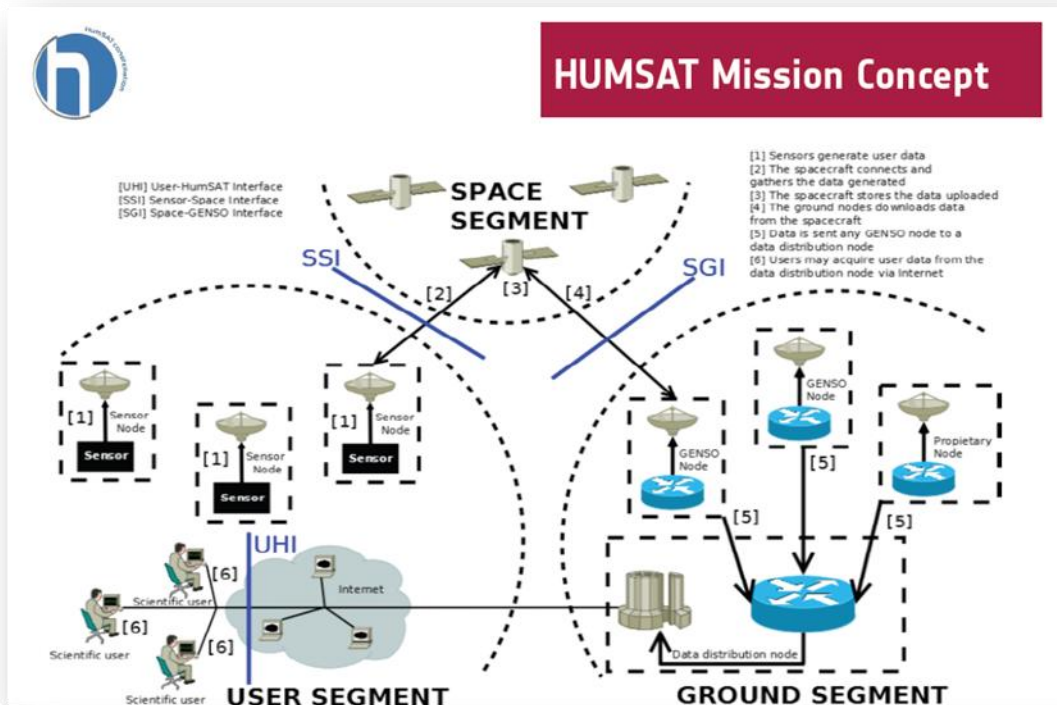 HumSAT constellation
HUMSAT Mission Concept
[UHI] User-HumSAT Interface
[SSI] Sensor-Space Interface
[SGI] Space-GENSO Interface
[1] Sensors generate user data
[2] The spacecraft connects and
gathers the data generated
[3] The spacecraft stores the data uploaded
[4] The ground nodes downloads data
from the spacecraft
[5] Data is sent any GENSO node to a
data distribution node
[6] Users may acquire user data from the
data distribution node via Internet
SPACE
SEGMENT
SSI
SGI
[2]
[3]
[4]
[1]
Sensor
Node
Sensor
[1]
Sensor
Node
Sensor
[1]
Sensor
Node
Sensor
GENSO
Node
GENSO
Node
Propietary
Node
[5]
[5]
[5]
UHI
[6]
Scientific user
[6]
Scientific user
[6]
Scientific user
Internet
Data distribution node
USER SEGMENT
GROUND SEGMENT